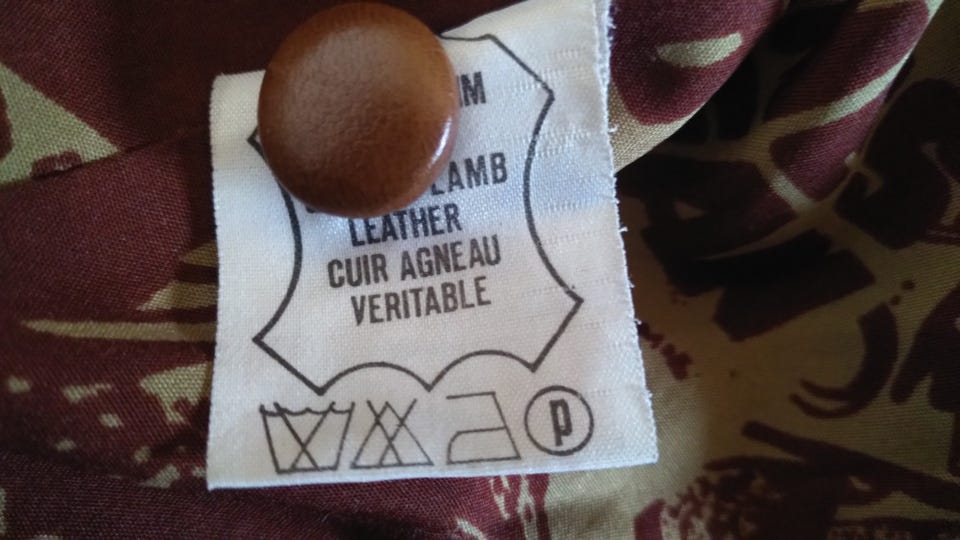 LAMB
LEATHER
CUIR AGNEAU
VERITABLE
P